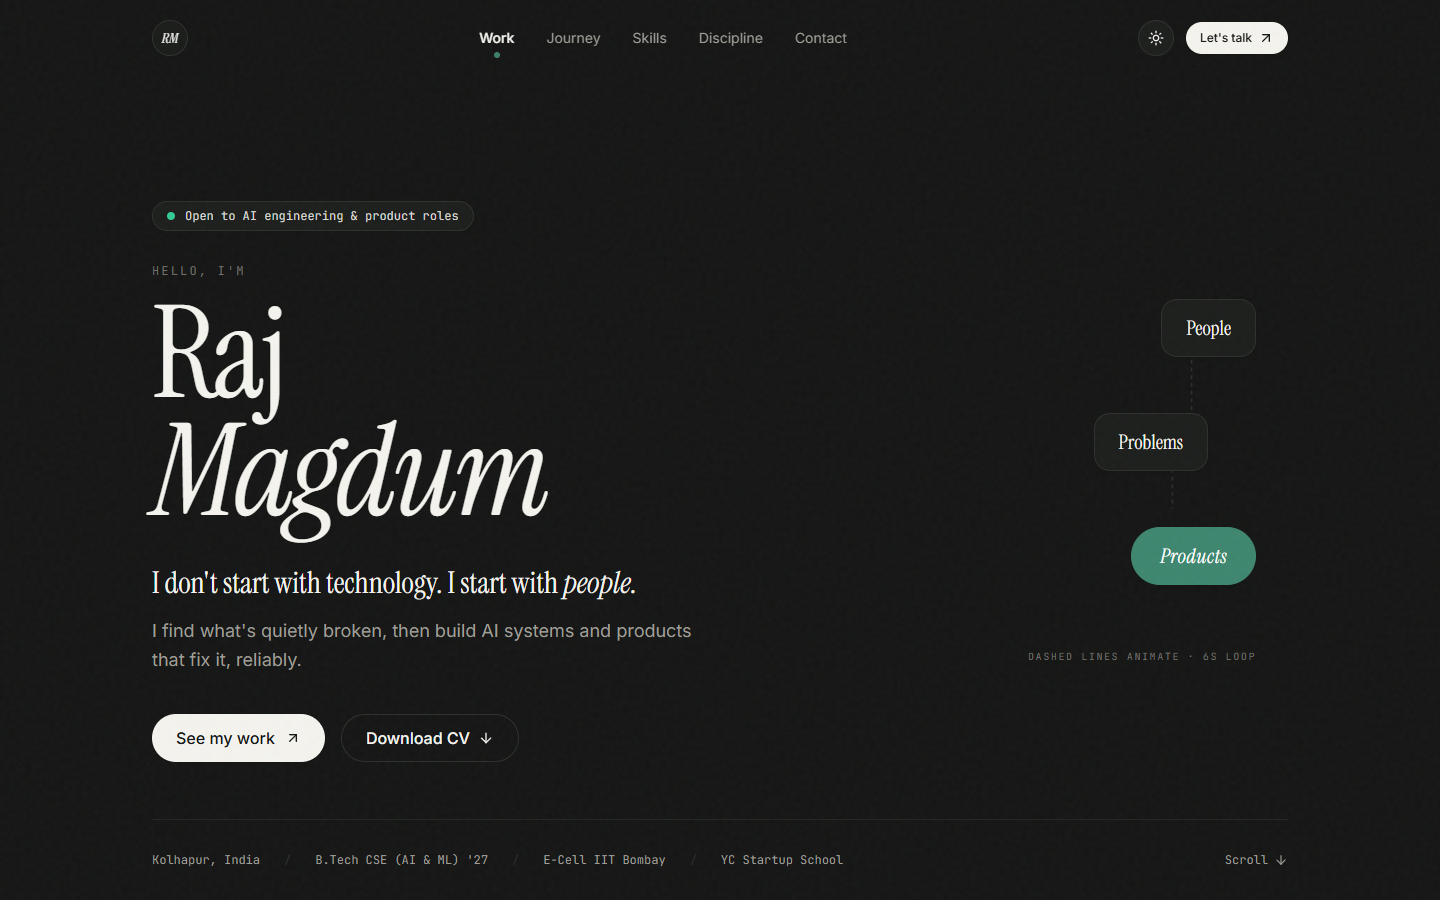 RM
Work
Journey
Skills
Discipline
Contact
Let's talk
Open to AI engineering & product roles
HELLO, I'M
Raj
Magdum
I don't start with technology. I start with people.
I find what's quietly broken, then build AI systems and products
that fix it, reliably.
See my work
Download CV
People
Problems
Products
DASHED LINES ANIMATE · 6S LOOP
Kolhapur, India / B.Tech CSE (AI & ML) '27 / E-Cell IIT Bombay / YC Startup School
Scroll